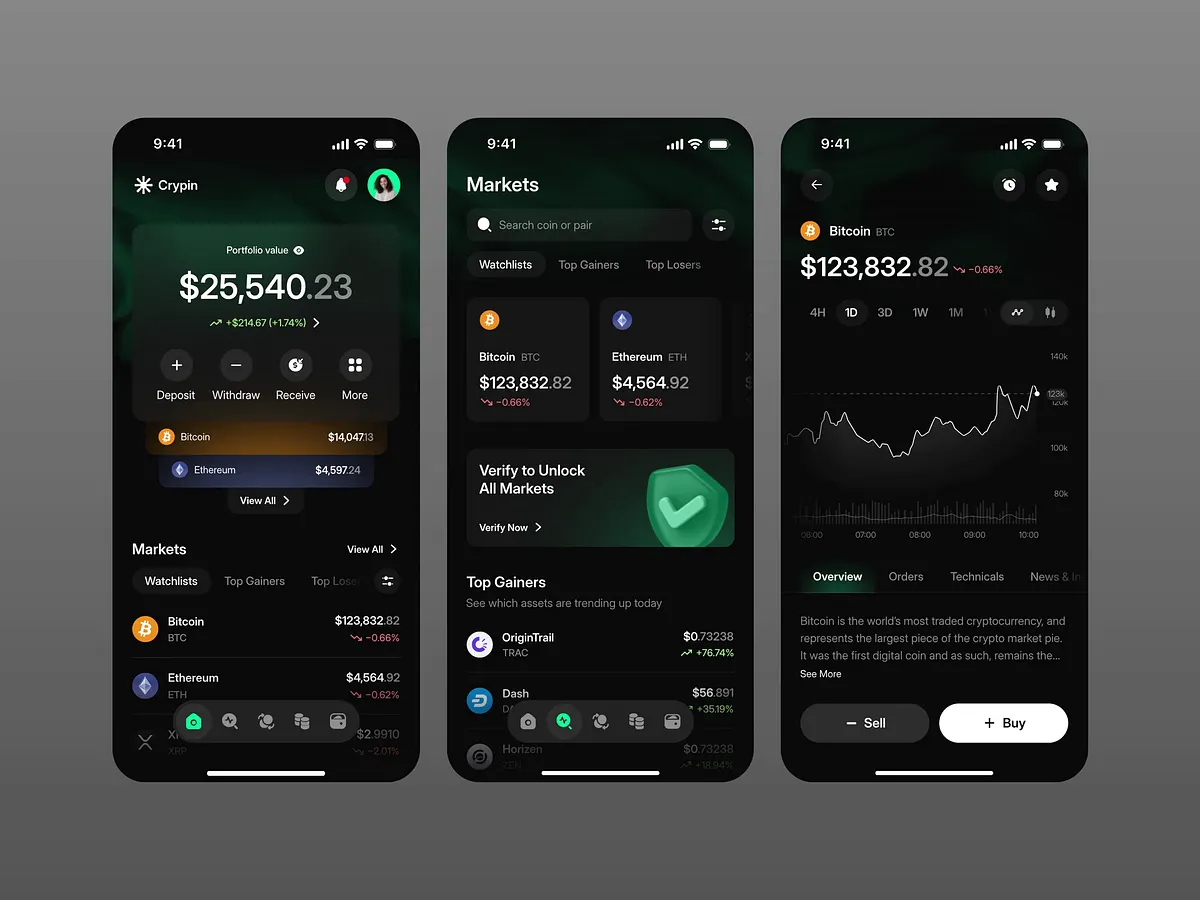 9:41
Crypin
Portfolio value
$25,540.23
+$214.67 (+1.74%)
Deposit
Withdraw
Receive
More
Bitcoin
$14,047.13
Ethereum
$4,597.24
View All
Markets
View All
Watchlists
Top Gainers
Top Lose
Bitcoin
$123,832.82
BTC
−0.66%
Ethereum
$4,564.92
ETH
−0.62%
$2.9910
XRP
−2.01%
9:41
Markets
Search coin or pair
Watchlists
Top Gainers
Top Losers
Bitcoin BTC
$123,832.82
−0.66%
Ethereum ETH
$4,564.92
−0.62%
Verify to Unlock
All Markets
Verify Now
Top Gainers
See which assets are trending up today
OriginTrail
$0.73238
TRAC
+76.74%
Dash
$56.891
+35.19%
Horizen
$0.73238
ZEN
+18.94%
9:41
Bitcoin BTC
$123,832.82
−0.66%
4H
1D
3D
1W
1M
140k
123k
120k
100k
80k
06:00
07:00
08:00
09:00
10:00
Overview
Orders
Technicals
News & In
Bitcoin is the world's most traded cryptocurrency, and
represents the largest piece of the crypto market pie.
It was the first digital coin and as such, remains the...
See More
− Sell
+ Buy